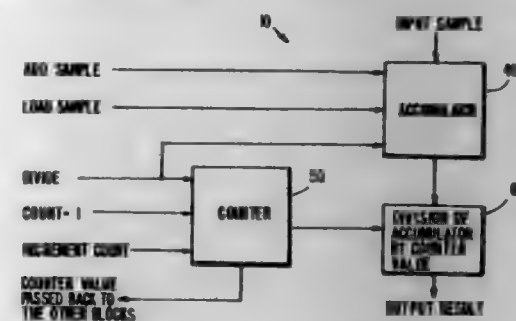 10
INPUT SAMPLE
ADD SAMPLE
LOAD SAMPLE
ACCUMULATOR
DIVIDE
50
COUNT-1
COUNTER
INCREMENT COUNT
DIVISION OF
ACCUMULATOR
BY COUNTER
VALUE
COUNTER VALUE
PASSED BACK TO
THE OTHER BLOCKS
OUTPUT RESULT